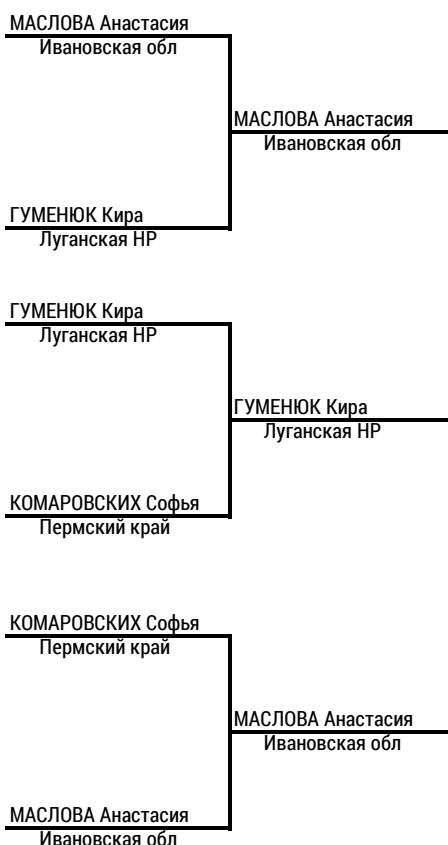 МАСЛОВА Анастасия
Ивановская обл
МАСЛОВА Анастасия
Ивановская обл
ГУМЕНЮК Кира
Луганская НР
ГУМЕНЮК Кира
Луганская НР
ГУМЕНЮК Кира
Луганская НР
КОМАРОВСКИХ Софья
Пермский край
КОМАРОВСКИХ Софья
Пермский край
МАСЛОВА Анастасия
Ивановская обл
МАСЛОВА Анастасия
Ивановская обл